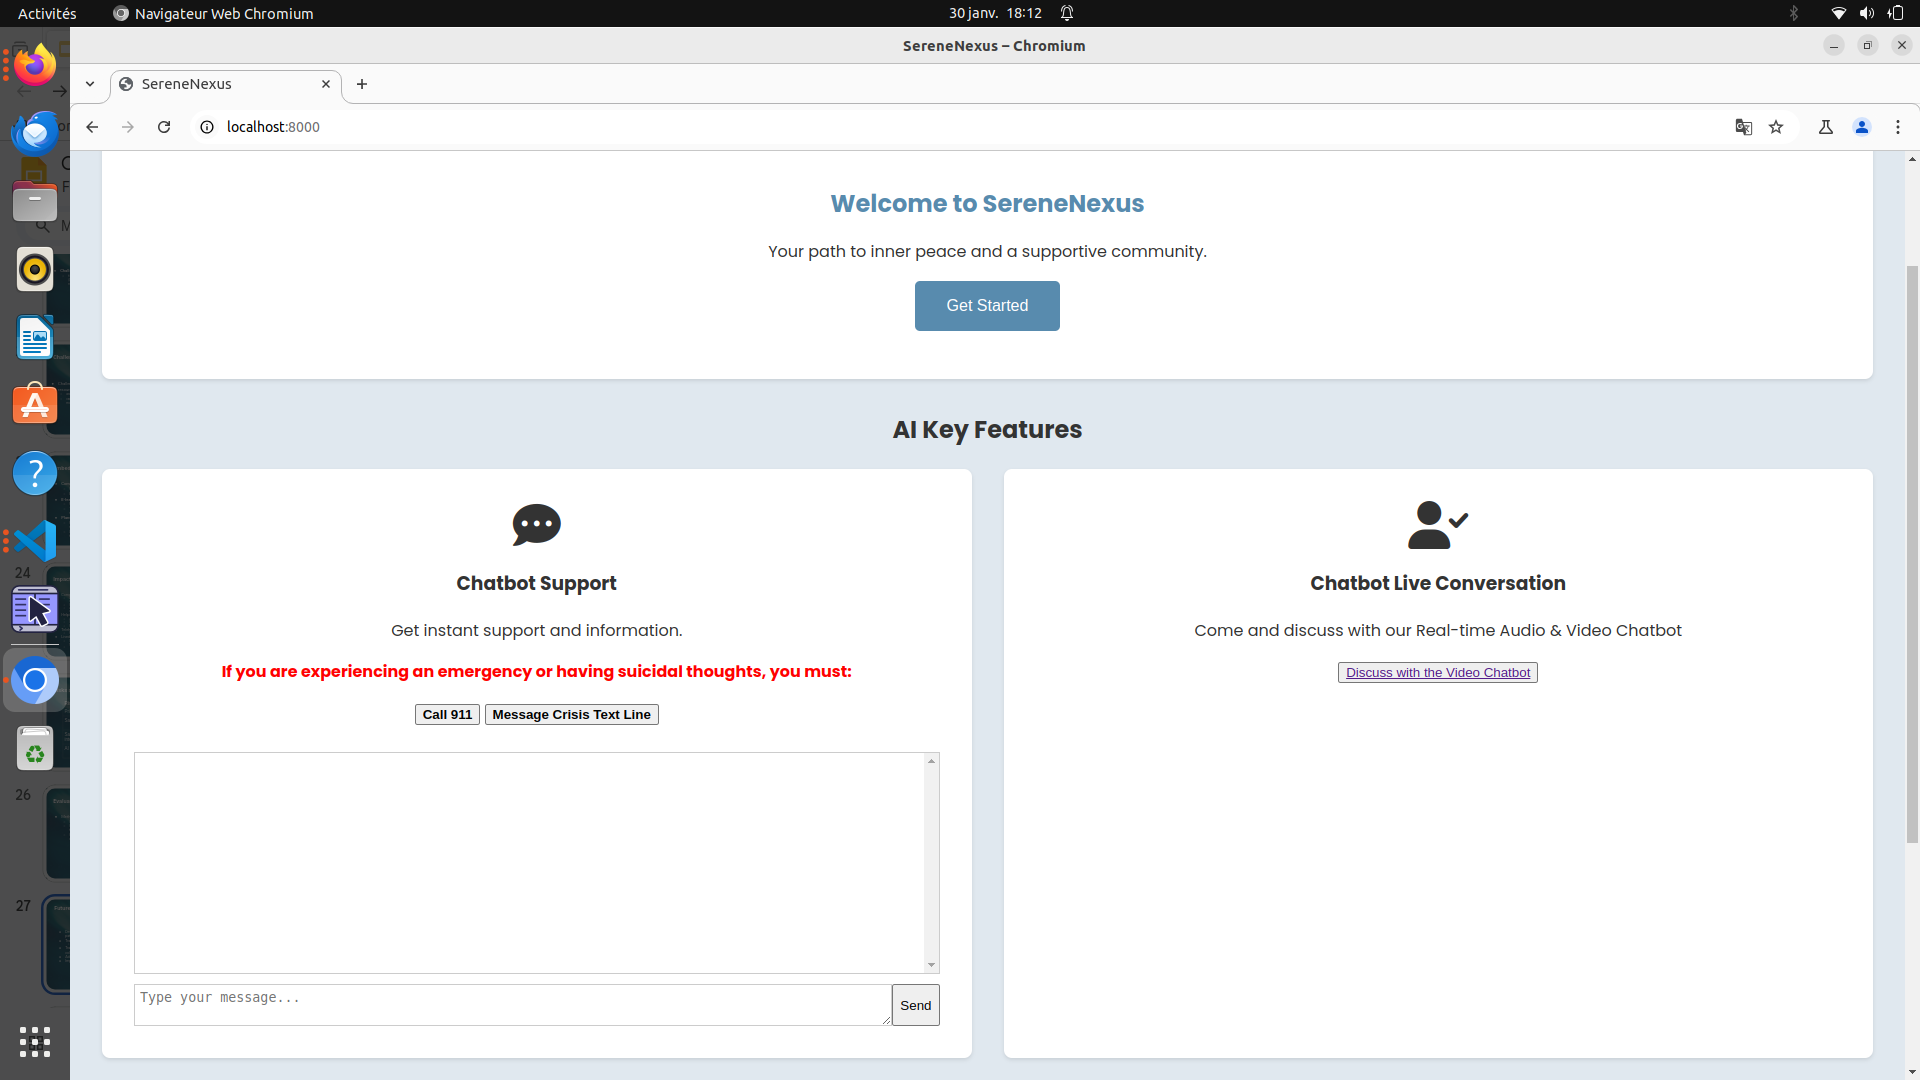 Activités
Navigateur Web Chromium
30 janv. 18:12
SereneNexus – Chromium
SereneNexus
localhost:8000
Welcome to SereneNexus
Your path to inner peace and a supportive community.
Get Started
AI Key Features
Chatbot Support
Get instant support and information.
If you are experiencing an emergency or having suicidal thoughts, you must:
Call 911
Message Crisis Text Line
Type your message...
Send
Chatbot Live Conversation
Come and discuss with our Real-time Audio & Video Chatbot
Discuss with the Video Chatbot
24
26
27